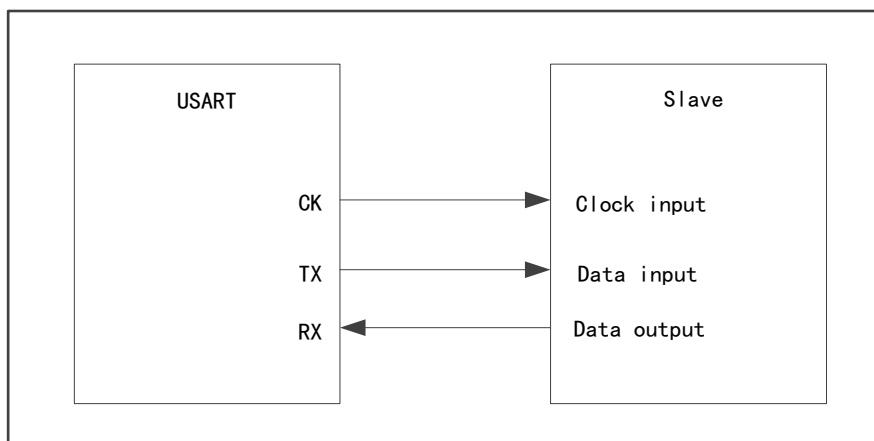 USART
CK
TX
RX
Slave
Clock input
Data input
Data output